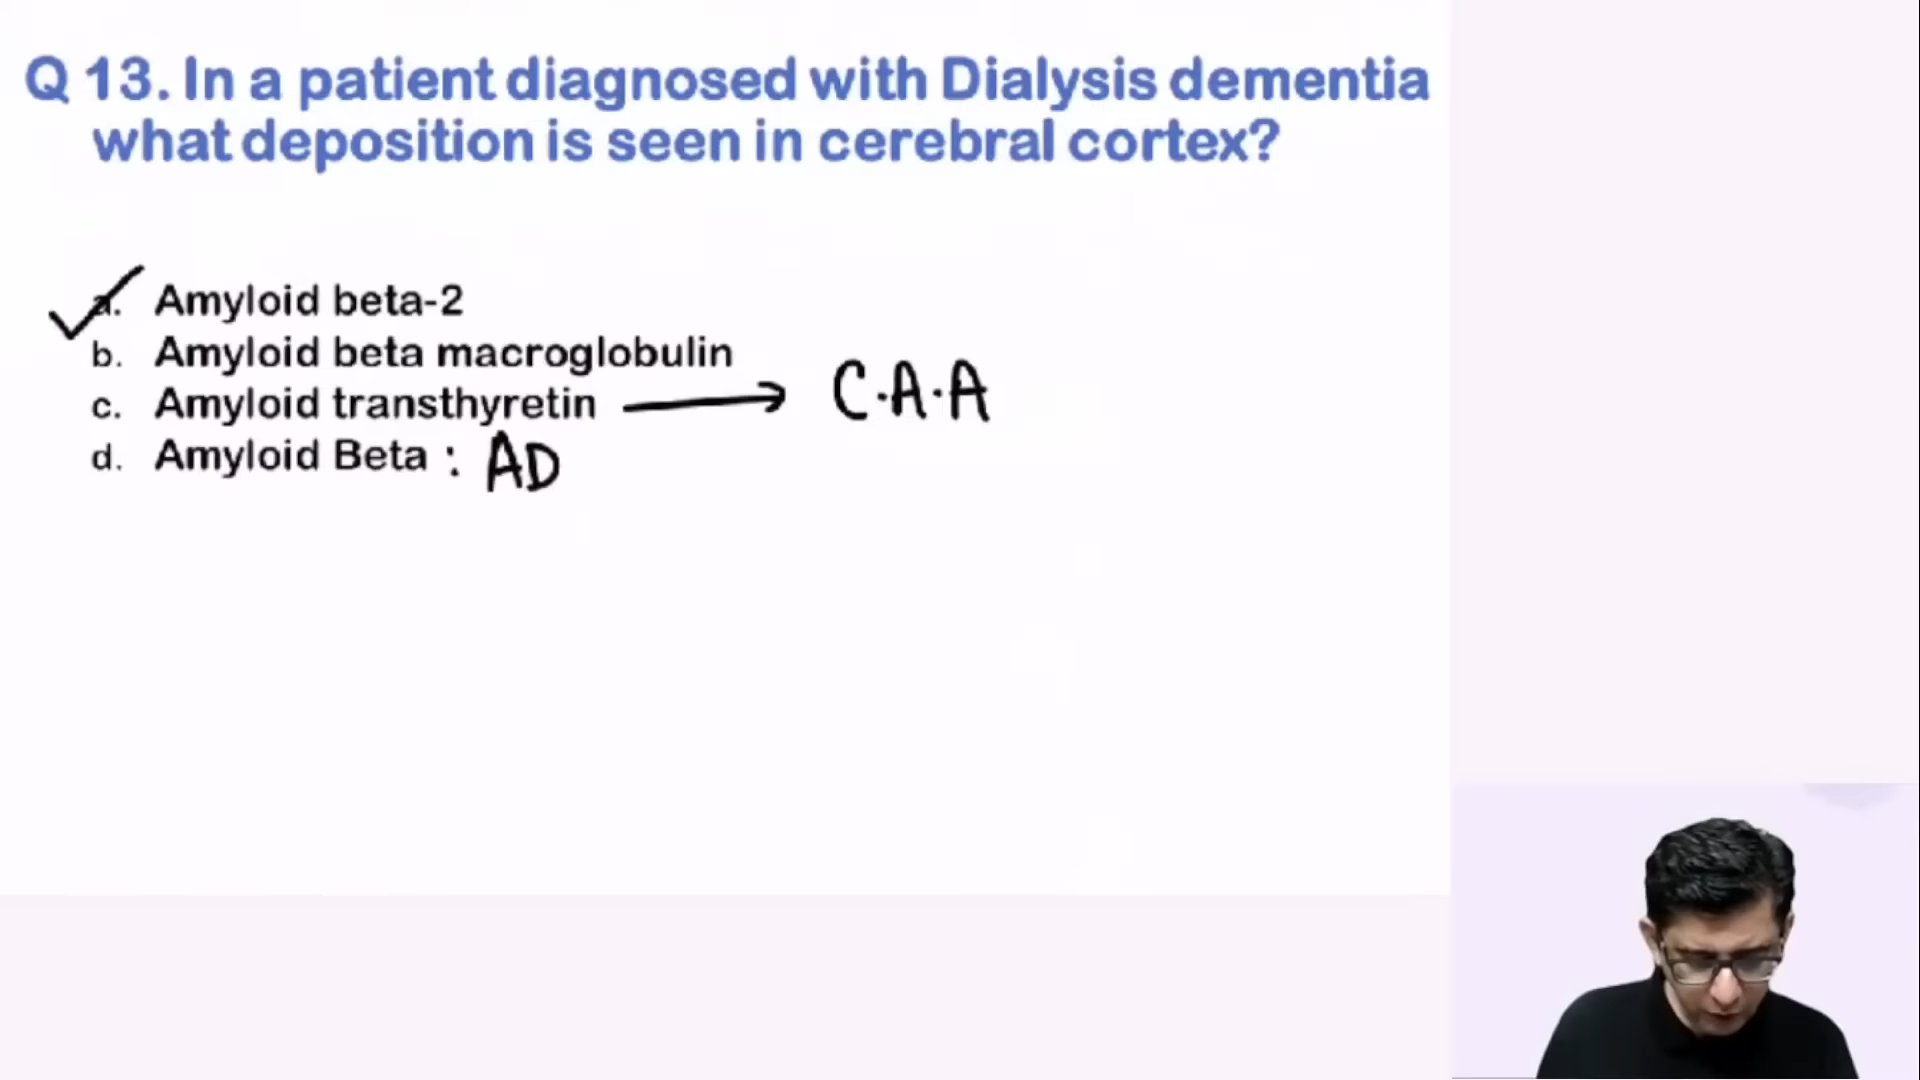 Q 13. In a patient diagnosed with Dialysis dementia
what deposition is seen in cerebral cortex?
a. Amyloid beta-2
b. Amyloid beta macroglobulin
c. Amyloid transthyretin → C.A.A
d. Amyloid Beta : AD